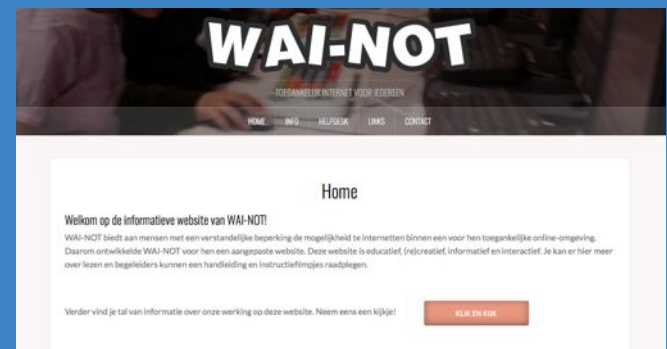 WAI-NOT
-TOEGANKELIJK INTERNET VOOR IEDEREEN
HOME INFO HELPDESK LINKS CONTACT
Home
Welkom op de informatieve website van WAI-NOT!
WAI-NOT biedt aan mensen met een verstandelijke beperking de mogelijkheid te internetten binnen een voor hen toegankelijke online-omgeving.
Daarom ontwikkelde WAI-NOT voor hen een aangepaste website. Deze website is educatief, (re)creatief, informatief en interactief. Je kan er hier meer
over lezen en begeleiders kunnen een handleiding en instructiefilmpjes raadplegen.
Verder vind je tal van informatie over onze werking op deze website. Neem eens een kijkje!
KLIK EN KIJK